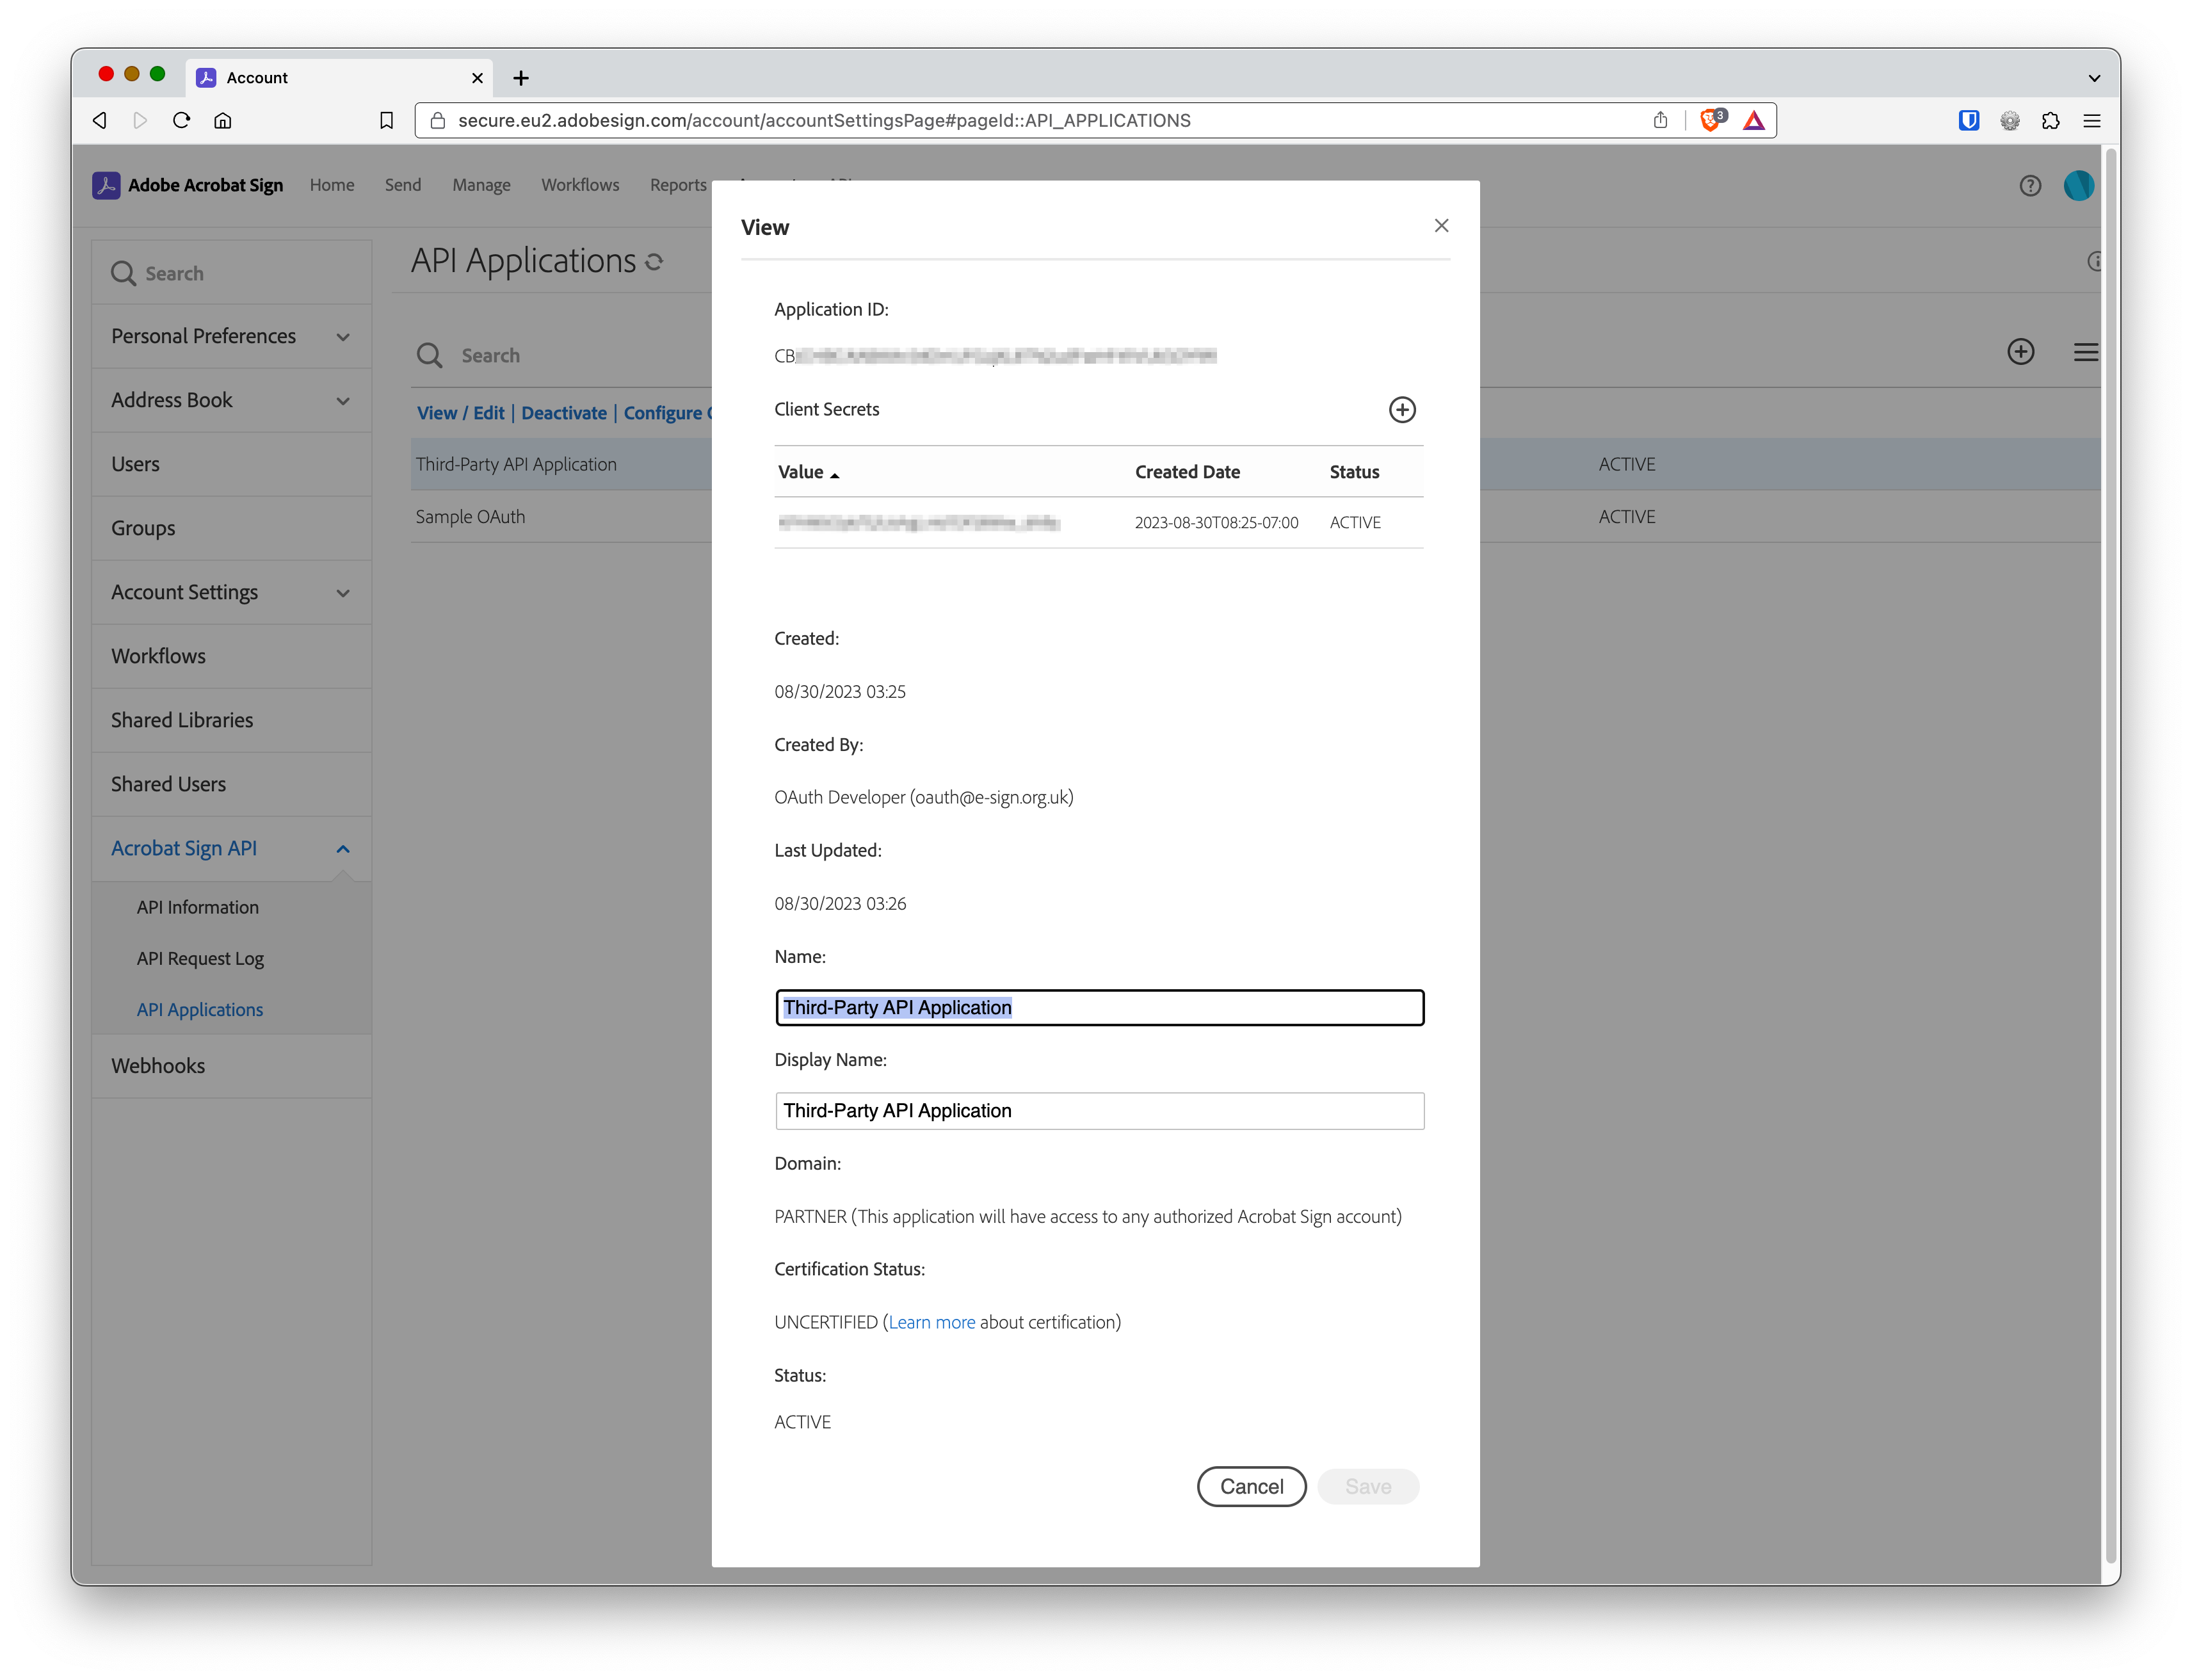 Account
secure.eu2.adobesign.com/account/accountSettingsPage#pageId::API_APPLICATIONS
3
Adobe Acrobat Sign Home Send Manage Workflows Reports
View
Search
API Applications
Personal Preferences
Address Book
Users
Groups
Account Settings
Workflows
Shared Libraries
Shared Users
Acrobat Sign API
API Information
API Request Log
API Applications
Webhooks
Search
View / Edit | Deactivate | Configure
Third-Party API Application ACTIVE
Sample OAuth ACTIVE
Application ID:
CB
Client Secrets
Value Created Date Status
2023-08-30T08:25-07:00 ACTIVE
Created:
08/30/2023 03:25
Created By:
OAuth Developer (oauth@e-sign.org.uk)
Last Updated:
08/30/2023 03:26
Name:
Third-Party API Application
Display Name:
Third-Party API Application
Domain:
PARTNER (This application will have access to any authorized Acrobat Sign account)
Certification Status:
UNCERTIFIED (Learn more about certification)
Status:
ACTIVE
Cancel Save